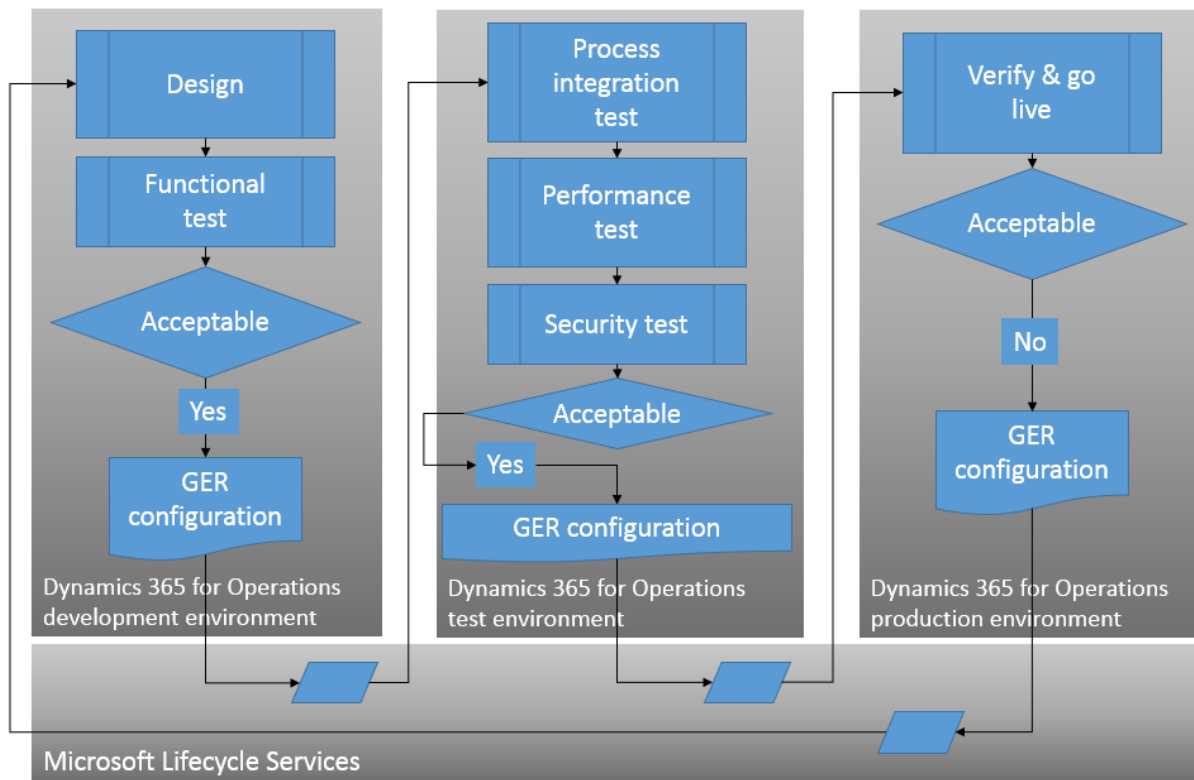 Design
Functional
test
Acceptable
Yes
GER
configuration
Dynamics 365 for Operations
development environment
Process
integration
test
Performance
test
Security test
Acceptable
Yes
GER configuration
Dynamics 365 for Operations
test environment
Verify & go
live
Acceptable
No
GER
configuration
Dynamics 365 for Operations
production environment
Microsoft Lifecycle Services